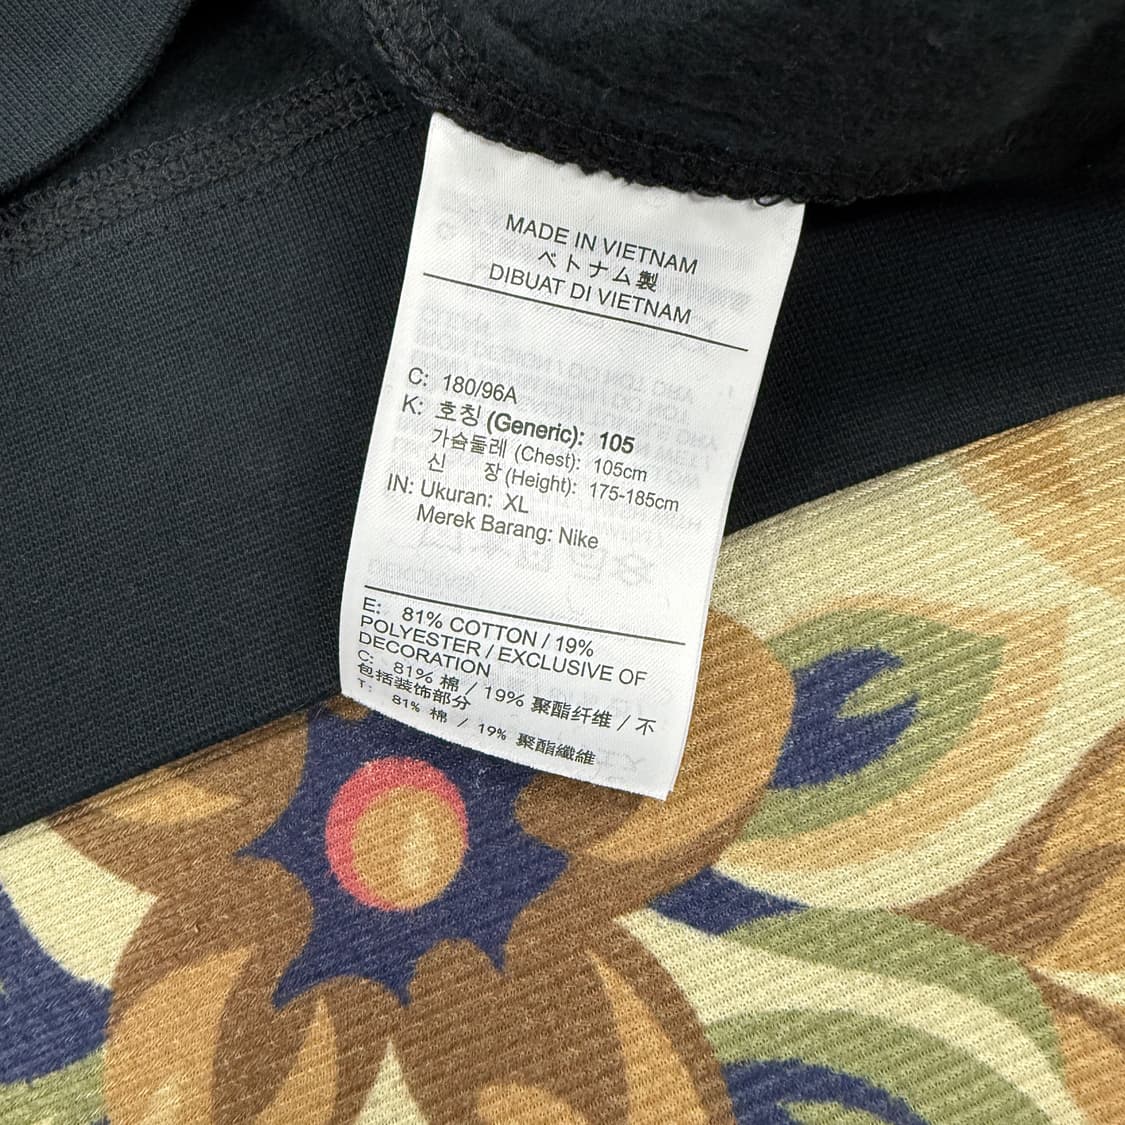 MADE IN VIETNAM
ベトナム製
DIBUAT DI VIETNAM
C: 180/96A
K: 호칭 (Generic): 105
가슴둘레 (Chest): 105cm
신 장 (Height): 175-185cm
IN: Ukuran: XL
Merek Barang: Nike
E: 81% COTTON / 19%
POLYESTER / EXCLUSIVE OF
DECORATION
C: 81% 棉 / 19% 聚酯纤维 / 不
包括装饰部分
T: 81% 棉 / 19% 聚酯纖維